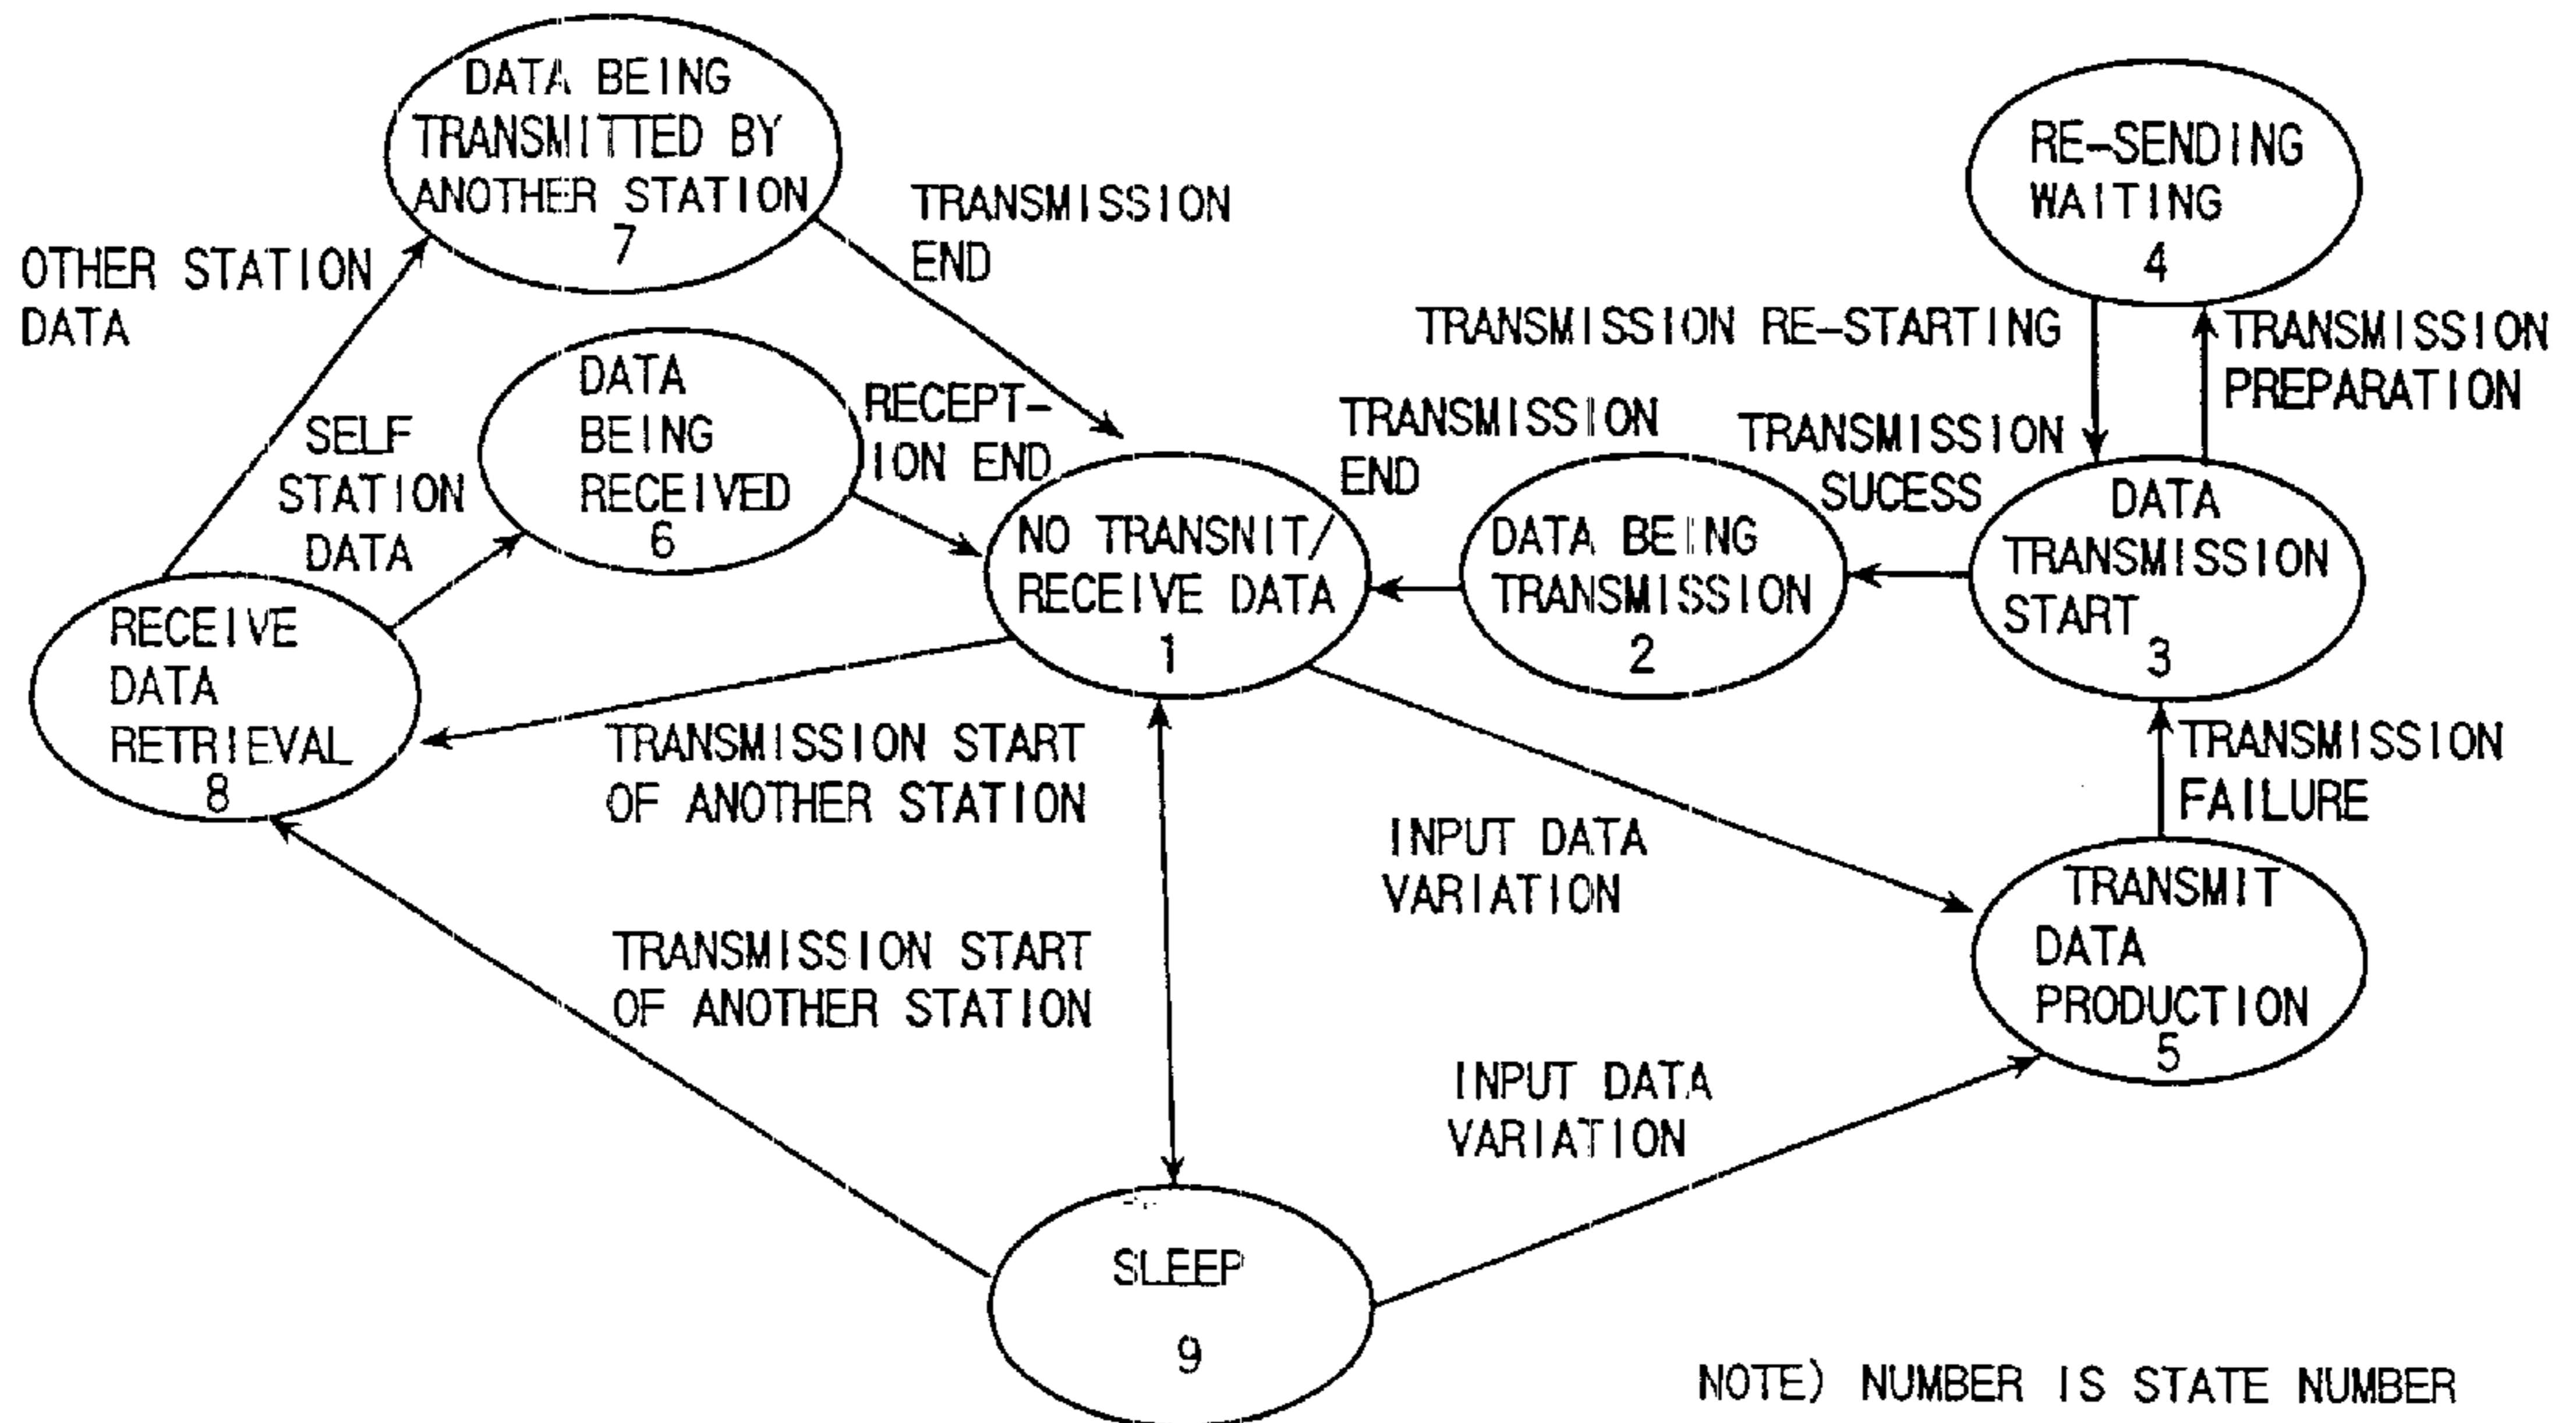 DATA BEING
TRANSMITTED BY
ANOTHER STATION
7
OTHER STATION
DATA
TRANSMISSION
END
RE-SENDING
WAITING
4
TRANSMISSION RE-STARTING
TRANSMISSION
PREPARATION
DATA
BEING
RECEIVED
6
RECEPT-
ION END
SELF
STATION
DATA
TRANSMISSION
END
TRANSMISSION
SUCESS
RECEIVE
DATA
RETRIEVAL
8
NO TRANSNIT/
RECEIVE DATA
1
DATA BEING
TRANSMISSION
2
DATA
TRANSMISSION
START
3
TRANSMISSION START
OF ANOTHER STATION
TRANSMISSION
FAILURE
INPUT DATA
VARIATION
TRANSMIT
DATA
PRODUCTION
5
TRANSMISSION START
OF ANOTHER STATION
INPUT DATA
VARIATION
SLEEP
9
NOTE) NUMBER IS STATE NUMBER